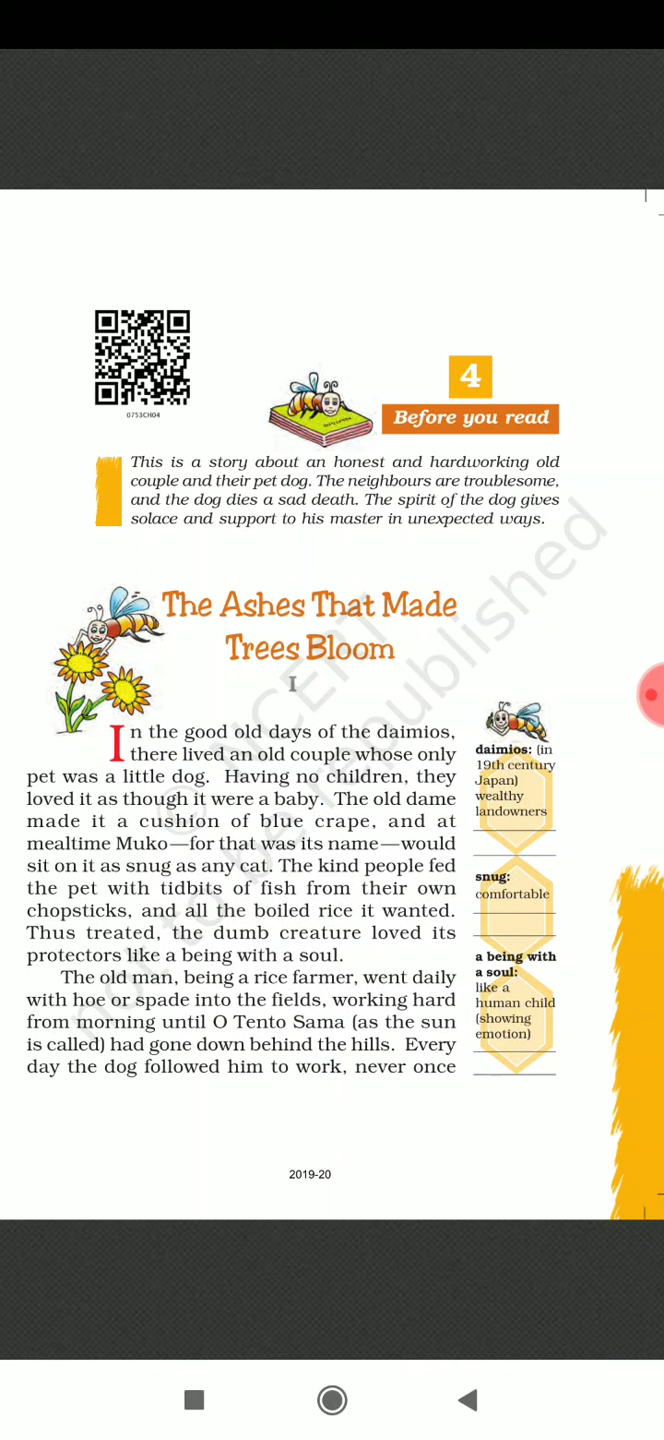 0753CH04
4
Before you read
This is a story about an honest and hardworking old
couple and their pet dog. The neighbours are troublesome,
and the dog dies a sad death. The spirit of the dog gives
solace and support to his master in unexpected ways.
The Ashes That Made
Trees Bloom
I
In the good old days of the daimios,
there lived an old couple whose only
pet was a little dog. Having no children, they
loved it as though it were a baby. The old dame
made it a cushion of blue crape, and at
mealtime Muko—for that was its name—would
sit on it as snug as any cat. The kind people fed
the pet with tidbits of fish from their own
chopsticks, and all the boiled rice it wanted.
Thus treated, the dumb creature loved its
protectors like a being with a soul.
The old man, being a rice farmer, went daily
with hoe or spade into the fields, working hard
from morning until O Tento Sama (as the sun
is called) had gone down behind the hills. Every
day the dog followed him to work, never once
daimios: (in
19th century
Japan)
wealthy
landowners
snug:
comfortable
a being with
a soul:
like a
human child
(showing
emotion)
© NCERT
not to be republished
2019-20